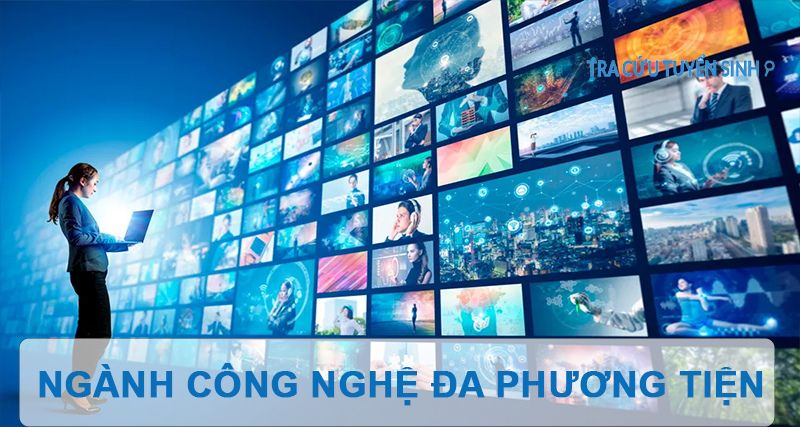 TRA CỨU TUYỂN SINH
NGÀNH CÔNG NGHỆ ĐA PHƯƠNG TIỆN